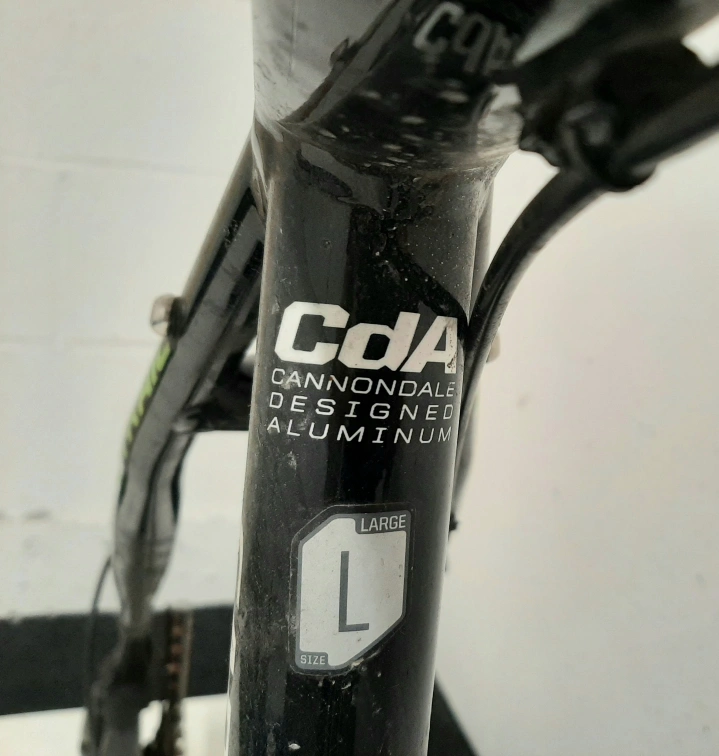 CdA
CANNONDALE
DESIGNED
ALUMINUM
LARGE
L
SIZE